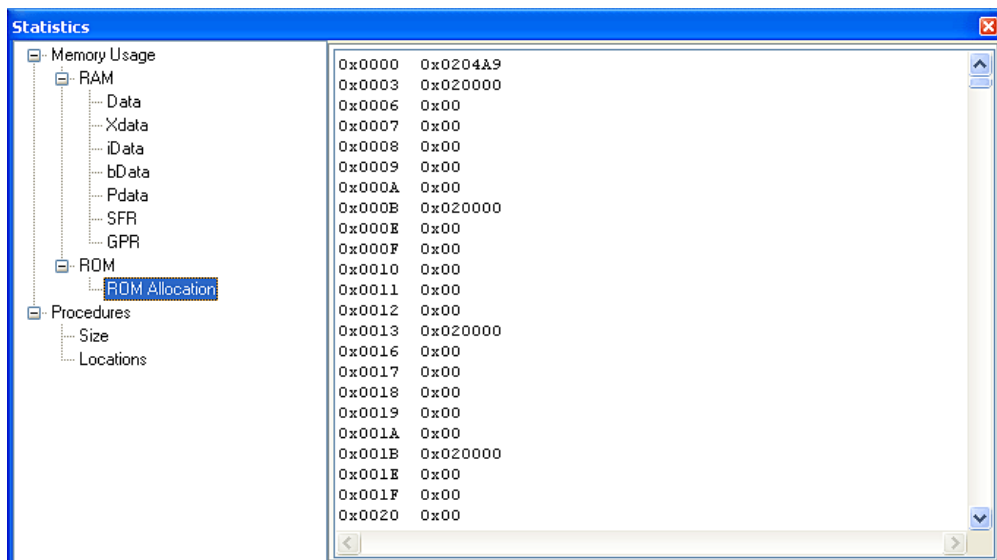 Statistics
Memory Usage
RAM
Data
Xdata
iData
bData
Pdata
SFR
GPR
ROM
ROM Allocation
Procedures
Size
Locations
0x0000 0x0204A9
0x0003 0x020000
0x0006 0x00
0x0007 0x00
0x0008 0x00
0x0009 0x00
0x000A 0x00
0x000B 0x020000
0x000E 0x00
0x000F 0x00
0x0010 0x00
0x0011 0x00
0x0012 0x00
0x0013 0x020000
0x0016 0x00
0x0017 0x00
0x0018 0x00
0x0019 0x00
0x001A 0x00
0x001B 0x020000
0x001E 0x00
0x001F 0x00
0x0020 0x00